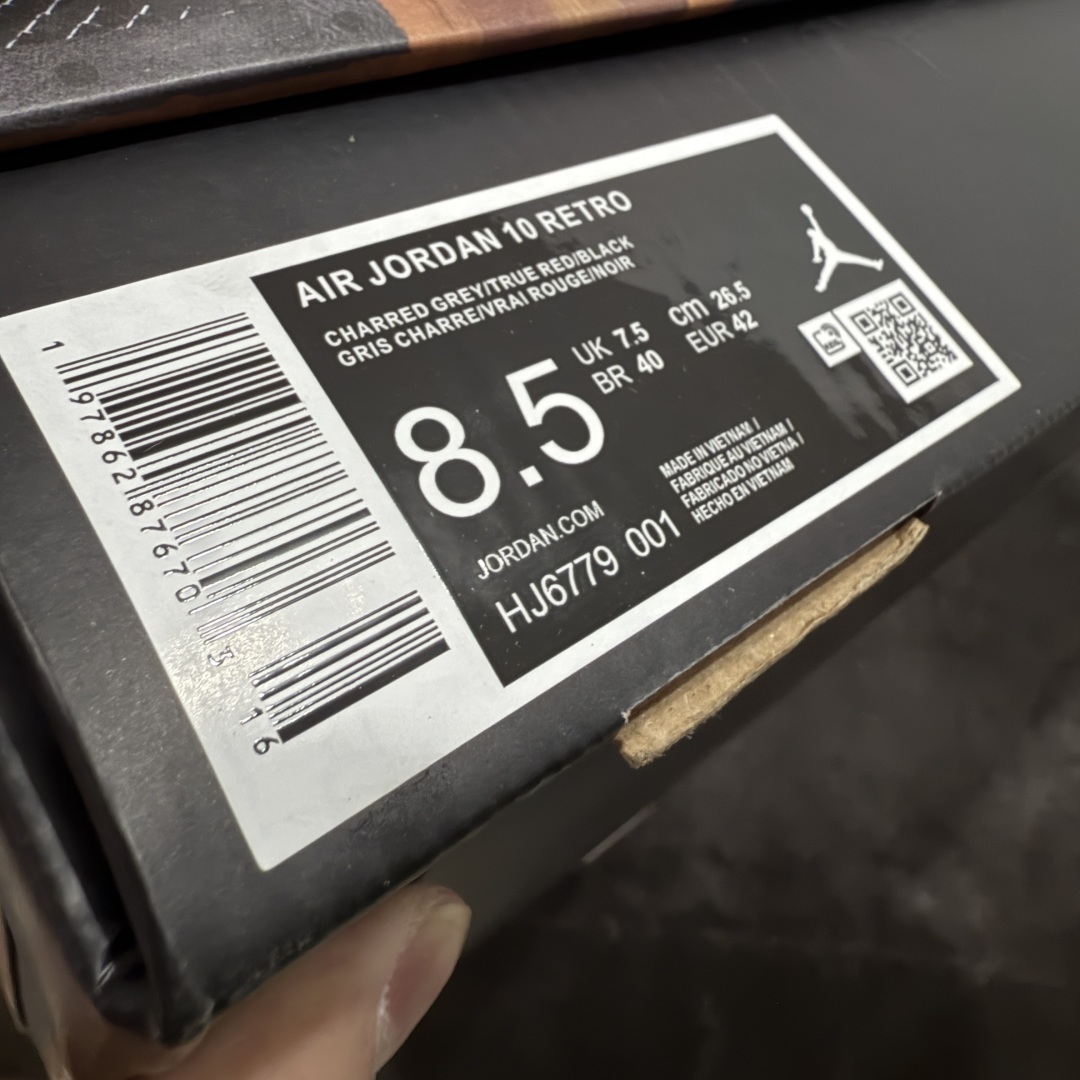 AIR JORDAN 10 RETRO
CHARRED GREY/TRUE RED/BLACK
GRIS CHARRE/VRAI ROUGE/NOIR
8.5
UK 7.5 cm 26.5
BR 40 EUR 42
MADE IN VIETNAM /
FABRIQUE AU VIETNAM /
FABRICADO NO VIETNA /
HECHO EN VIETNAM
JORDAN.COM
HJ6779 001
1 97862 87670 3
16